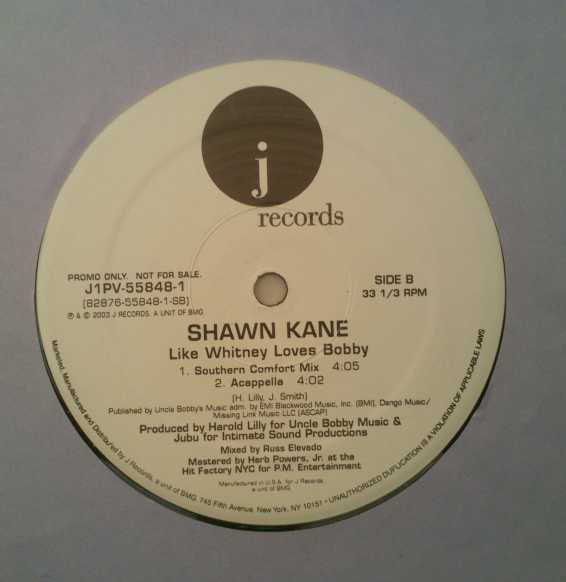 j
records
PROMO ONLY. NOT FOR SALE.
J1PV-55848-1
(82876-55848-1-SB)
℗ & © 2003 J RECORDS. A UNIT OF BMG.
SIDE B
33 1/3 RPM
SHAWN KANE
Like Whitney Loves Bobby
1. Southern Comfort Mix 4:05
2. Acappella 4:02
(H. Lilly, J. Smith)
Published by Uncle Bobby's Music adm. by EMI Blackwood Music, Inc. (BMI), Dango Music/
Missing Link Music LLC (ASCAP)
Produced by Harold Lilly for Uncle Bobby Music &
Jubu for Intimate Sound Productions
Mixed by Russ Elevado
Mastered by Herb Powers, Jr. at the
Hit Factory NYC for P.M. Entertainment
Manufactured in U.S.A. for J Records,
a unit of BMG
Marketed, Manufactured and Distributed by J Records, a unit of BMG. 745 Fifth Avenue, New York, NY 10151 • UNAUTHORIZED DUPLICATION IS A VIOLATION OF APPLICABLE LAWS